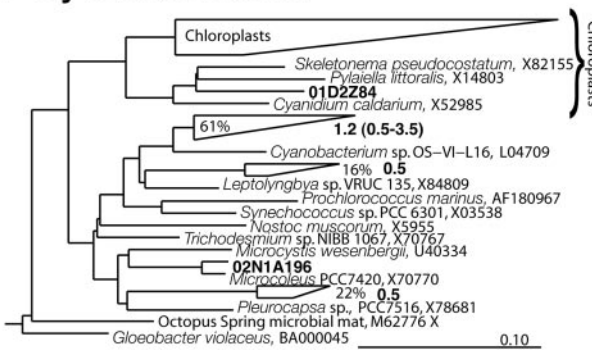 Chloroplasts
Skeletonema pseudocostatum, X82155
Pylaiella littoralis, X14803
01D2Z84
Cyanidium caldarium, X52985
61%
1.2 (0.5-3.5)
Cyanobacterium sp. OS-VI-L16, L04709
16% 0.5
Leptolyngbya sp. VRUC 135, X84809
Prochlorococcus marinus, AF180967
Synechococcus sp. PCC 6301, X03538
Nostoc muscorum, X5955
Trichodesmium sp. NIBB 1067, X70767
Microcystis wesenbergii, U40334
02N1A196
Microcoleus PCC7420, X70770
22% 0.5
Pleurocapsa sp., PCC7516, X78681
Octopus Spring microbial mat, M62776 X
Gloeobacter violaceus, BA000045
0.10